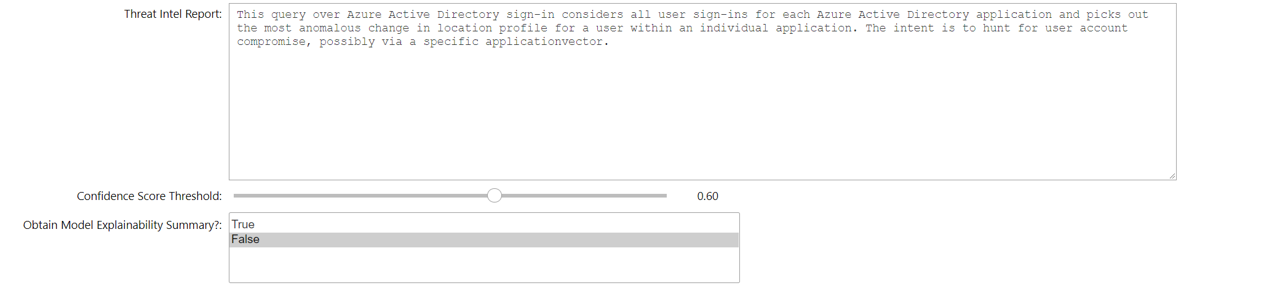 Threat Intel Report:
This query over Azure Active Directory sign-in considers all user sign-ins for each Azure Active Directory application and picks out
the most anomalous change in location profile for a user within an individual application. The intent is to hunt for user account
compromise, possibly via a specific applicationvector.
Confidence Score Threshold: 0.60
Obtain Model Explainability Summary?: True
False